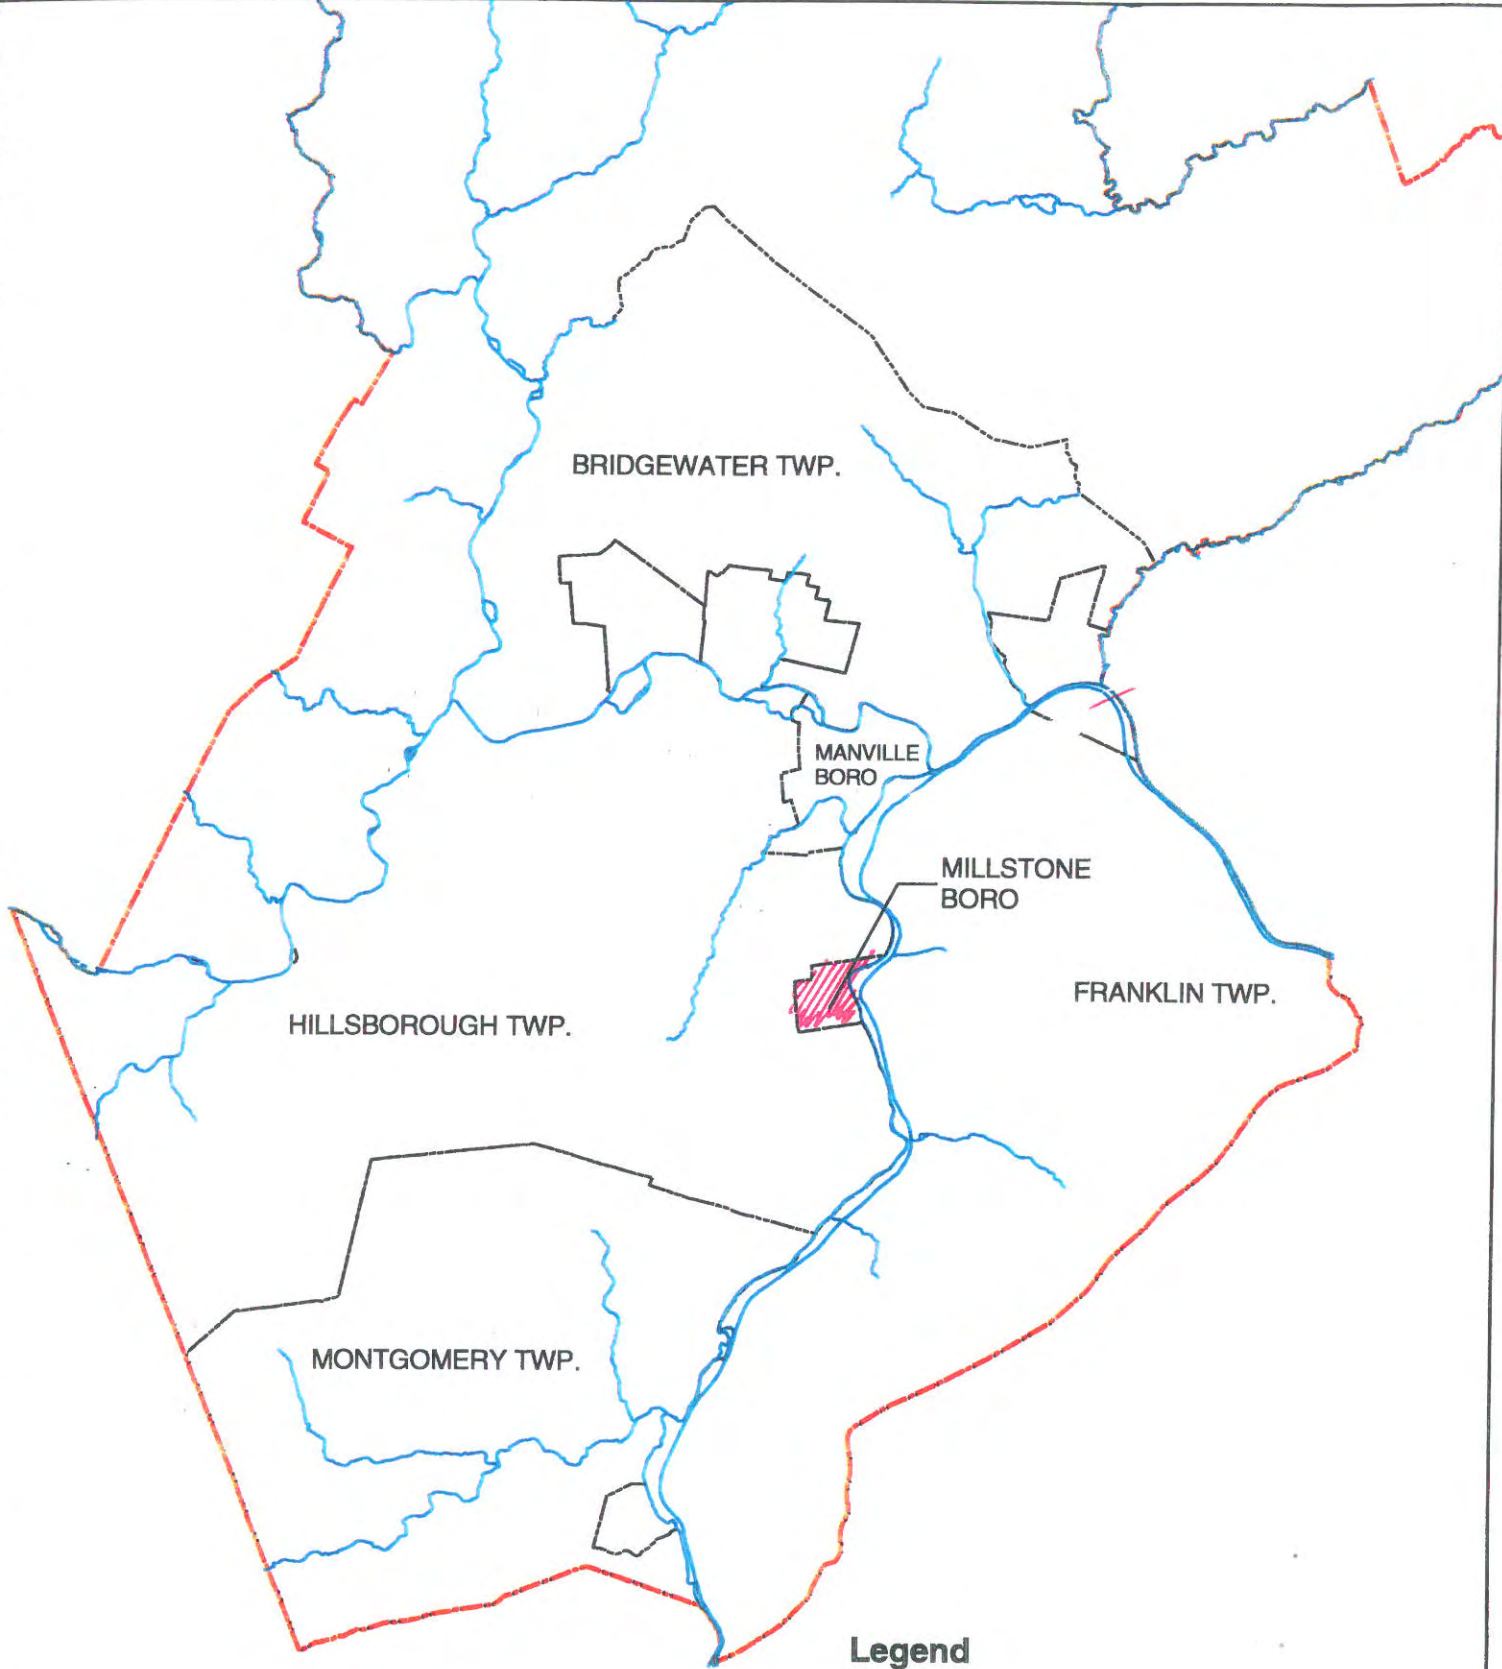 BRIDGEWATER TWP.
MANVILLE
BORO
MILLSTONE
BORO
FRANKLIN TWP.
HILLSBOROUGH TWP.
MONTGOMERY TWP.
Legend